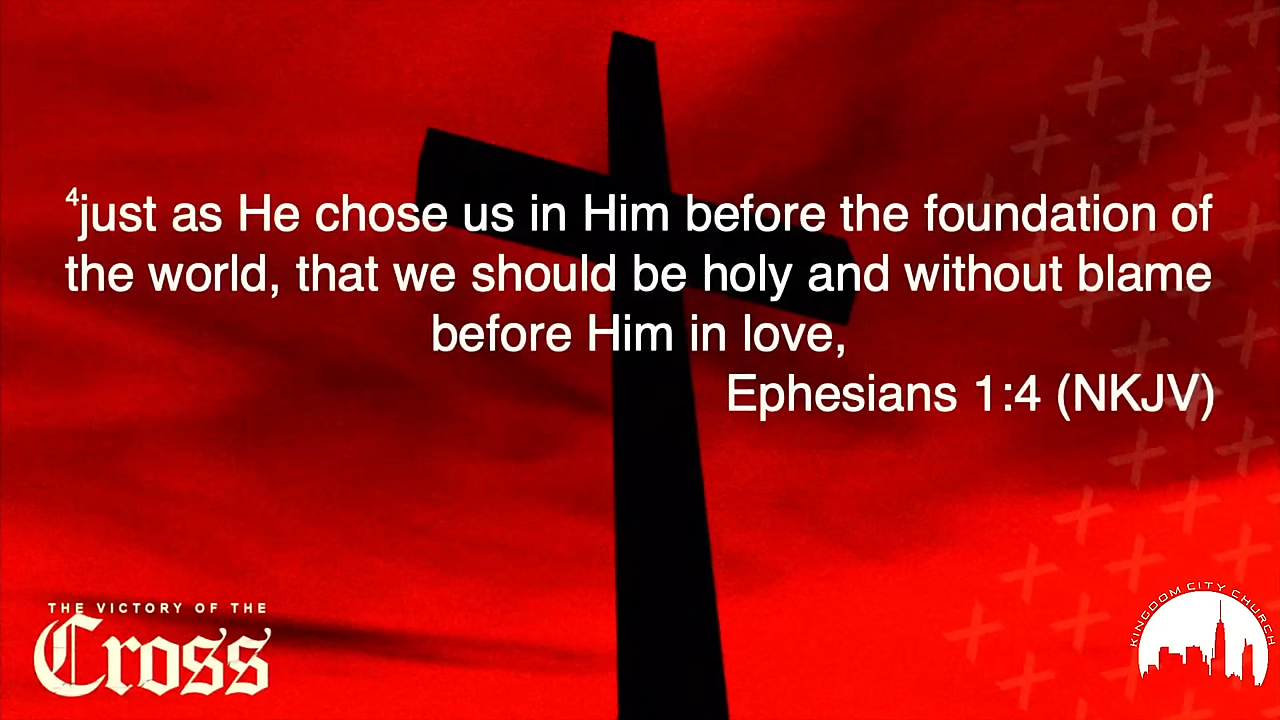 ⁴just as He chose us in Him before the foundation of
the world, that we should be holy and without blame
before Him in love,
Ephesians 1:4 (NKJV)
THE VICTORY OF THE
Cross
KINGDOM CITY CHURCH